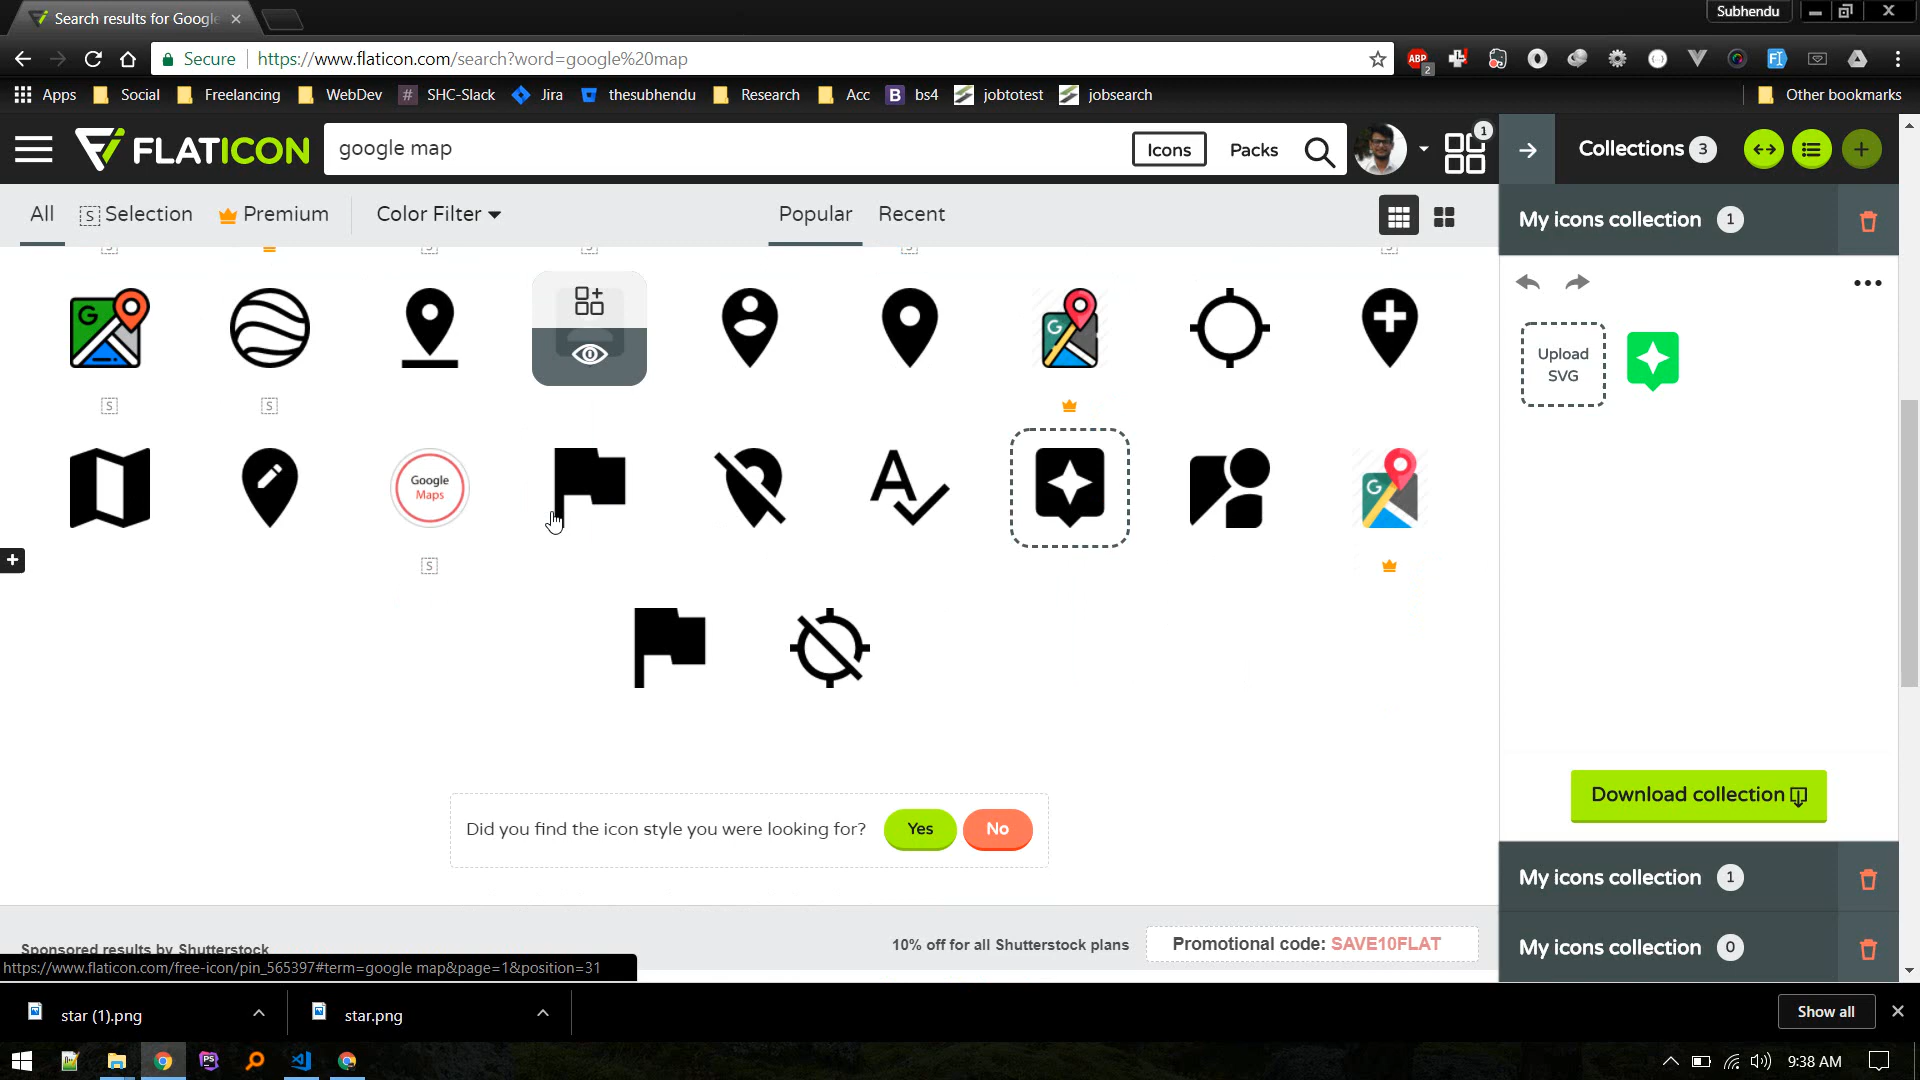 Search results for Google
Subhendu
Secure
https://www.flaticon.com/search?word=google%20map
ABP
2
Apps
Social
Freelancing
WebDev
SHC-Slack
Jira
thesubhendu
Research
Acc
B bs4
jobtotest
jobsearch
Other bookmarks
FLATICON
google map
Icons
Packs
1
Collections 3
All
S Selection
Premium
Color Filter
Popular
Recent
My icons collection 1
Upload
SVG
G
G
S
S
Google
Maps
A
G
S
Did you find the icon style you were looking for?
Yes
No
Download collection
My icons collection 1
My icons collection 0
Sponsored results by Shutterstock
10% off for all Shutterstock plans
Promotional code: SAVE10FLAT
https://www.flaticon.com/free-icon/pin_565397#term=google map&page=1&position=31
star (1).png
star.png
Show all
PS
9:38 AM